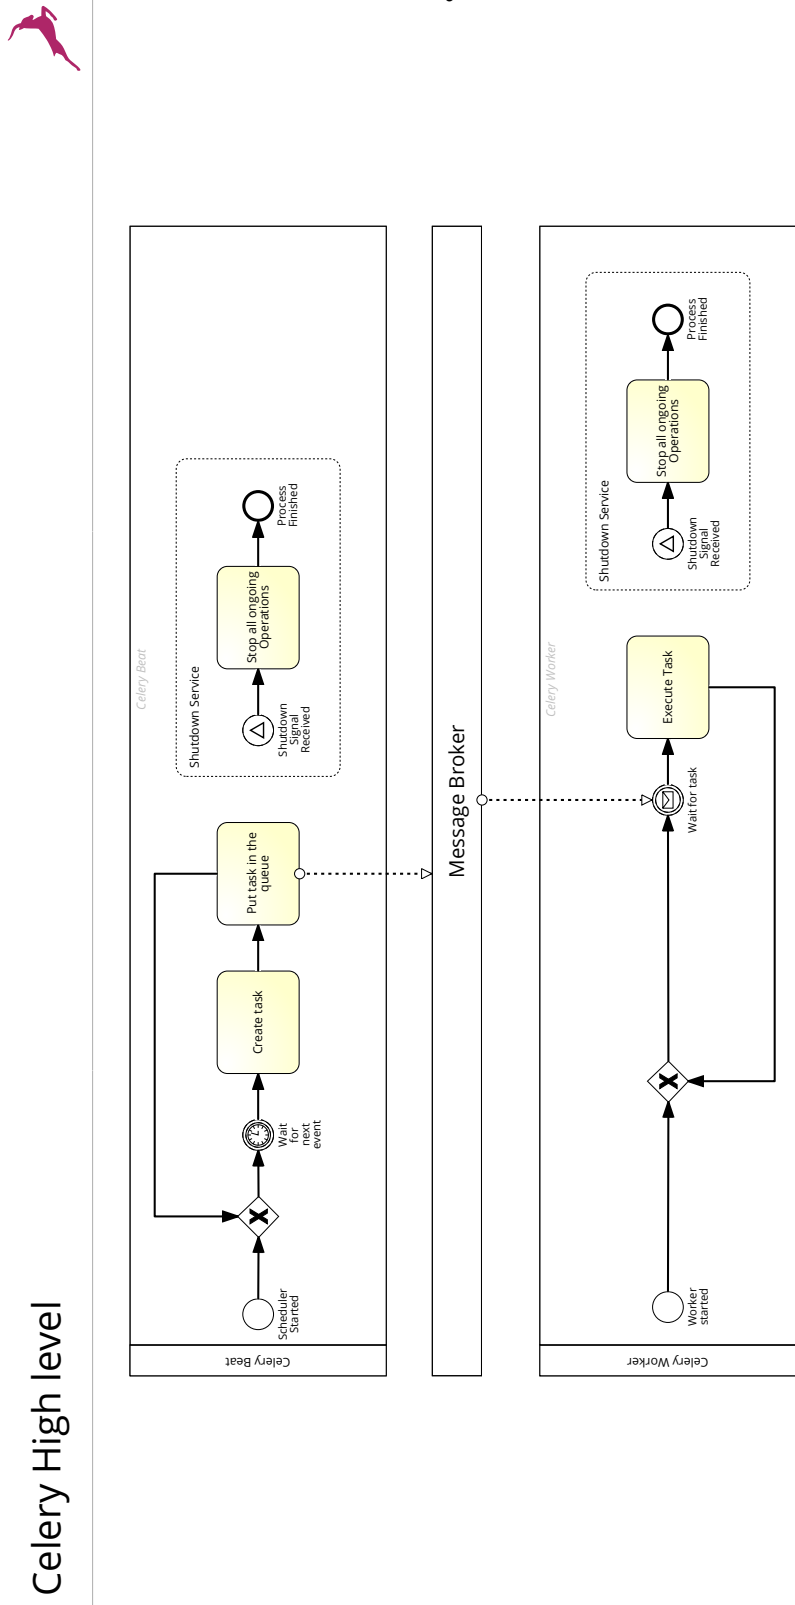 Celery High level
Celery Beat
Celery Beat
Scheduler
Started
Wait
for
next
event
Create task
Put task in the
queue
Shutdown Service
Shutdown
Signal
Received
Stop all ongoing
Operations
Process
Finished
Message Broker
Celery Worker
Celery Worker
Worker
started
Wait for task
Execute Task
Shutdown Service
Shutdown
Signal
Received
Stop all ongoing
Operations
Process
Finished